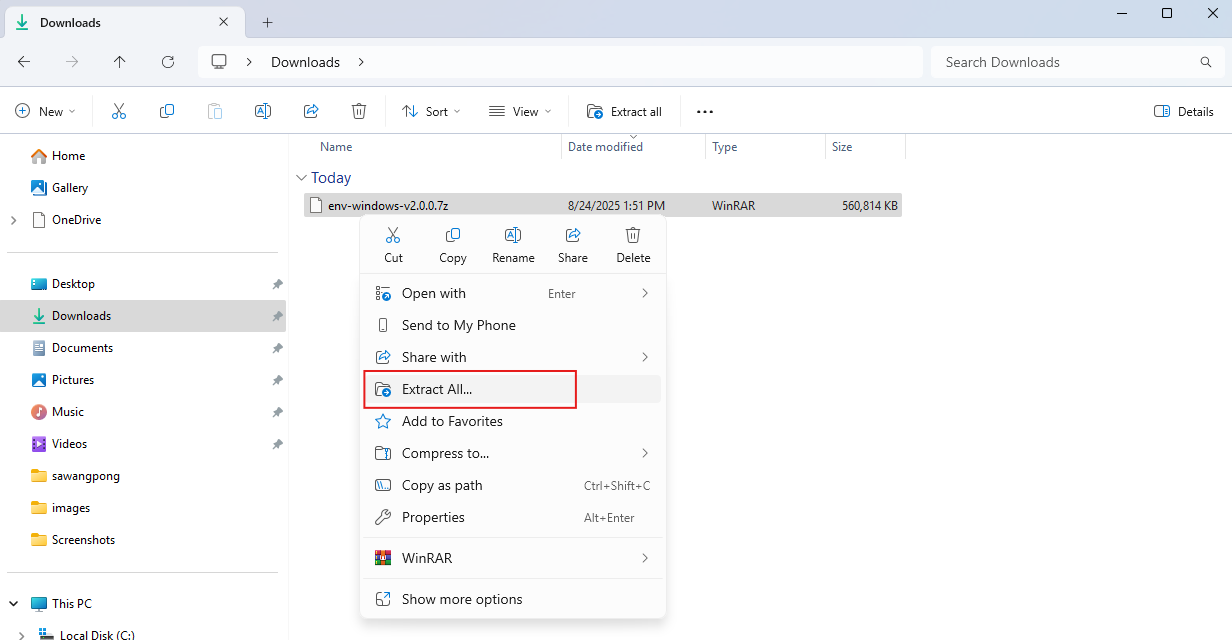 Downloads
Downloads
Search Downloads
New
Sort
View
Extract all
Details
Home
Gallery
OneDrive
Desktop
Downloads
Documents
Pictures
Music
Videos
sawangpong
images
Screenshots
This PC
Local Disk (C:)
Name Date modified Type Size
Today
env-windows-v2.0.0.7z 8/24/2025 1:51 PM WinRAR 560,814 KB
Cut Copy Rename Share Delete
Open with Enter
Send to My Phone
Share with
Extract All...
Add to Favorites
Compress to...
Copy as path Ctrl+Shift+C
Properties Alt+Enter
WinRAR
Show more options